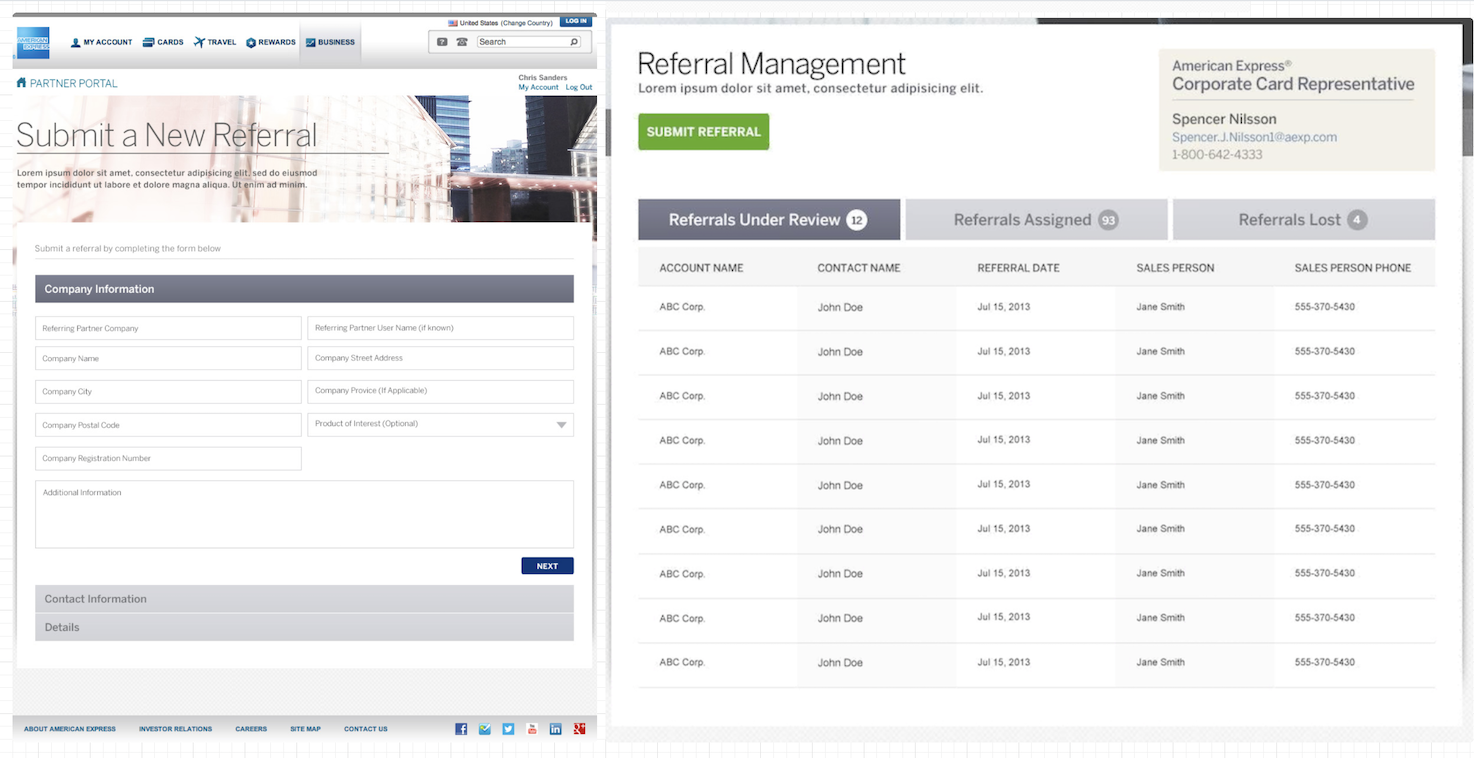 United States (Change Country) LOG IN
AMERICAN EXPRESS
MY ACCOUNT CARDS TRAVEL REWARDS BUSINESS
? Search
PARTNER PORTAL
Chris Sanders
My Account Log Out
Submit a New Referral
Lorem ipsum dolor sit amet, consectetur adipisicing elit, sed do eiusmod
tempor incididunt ut labore et dolore magna aliqua. Ut enim ad minim.
Submit a referral by completing the form below
Company Information
Referring Partner Company Referring Partner User Name (if known)
Company Name Company Street Address
Company City Company Provice (If Applicable)
Company Postal Code Product of Interest (Optional)
Company Registration Number
Additional Information
NEXT
Contact Information
Details
ABOUT AMERICAN EXPRESS INVESTOR RELATIONS CAREERS SITE MAP CONTACT US
Referral Management
Lorem ipsum dolor sit amet, consectetur adipisicing elit.
SUBMIT REFERRAL
American Express®
Corporate Card Representative
Spencer Nilsson
Spencer.J.Nilsson1@aexp.com
1-800-642-4333
Referrals Under Review 12 Referrals Assigned 93 Referrals Lost 4
ACCOUNT NAME CONTACT NAME REFERRAL DATE SALES PERSON SALES PERSON PHONE
ABC Corp. John Doe Jul 15, 2013 Jane Smith 555-370-5430
ABC Corp. John Doe Jul 15, 2013 Jane Smith 555-370-5430
ABC Corp. John Doe Jul 15, 2013 Jane Smith 555-370-5430
ABC Corp. John Doe Jul 15, 2013 Jane Smith 555-370-5430
ABC Corp. John Doe Jul 15, 2013 Jane Smith 555-370-5430
ABC Corp. John Doe Jul 15, 2013 Jane Smith 555-370-5430
ABC Corp. John Doe Jul 15, 2013 Jane Smith 555-370-5430
ABC Corp. John Doe Jul 15, 2013 Jane Smith 555-370-5430
ABC Corp. John Doe Jul 15, 2013 Jane Smith 555-370-5430